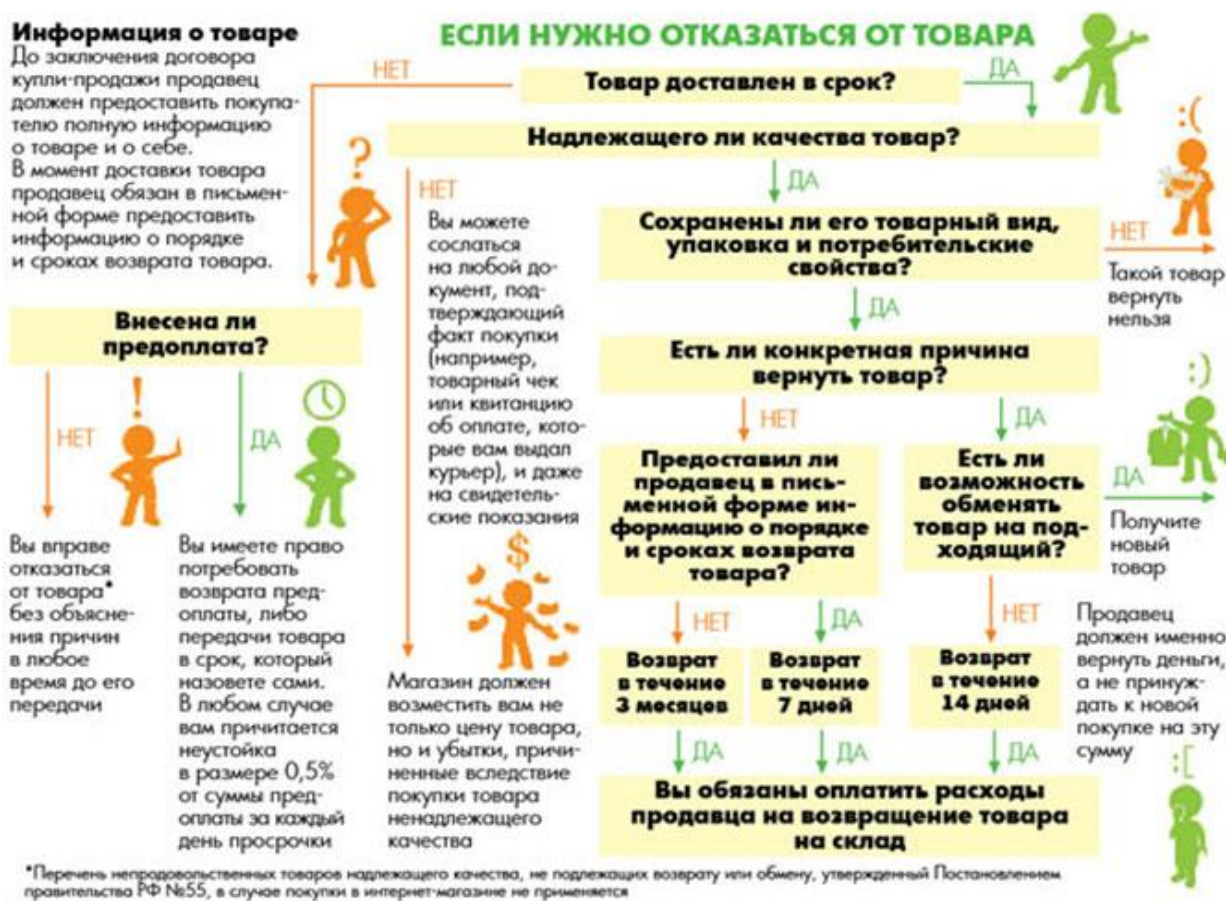 Информация о товаре
До заключения договора
купли-продажи продавец
должен предоставить покупа-
телю полную информацию
о товаре и о себе.
В момент доставки товара
продавец обязан в письмен-
ной форме предоставить
информацию о порядке
и сроках возврата товара.
ЕСЛИ НУЖНО ОТКАЗАТЬСЯ ОТ ТОВАРА
Товар доставлен в срок?
НЕТ
ДА
Надлежащего ли качества товар?
НЕТ
ДА
:(
?
Вы можете
сослаться
на любой до-
кумент, под-
тверждающий
факт покупки
(например,
товарный чек
или квитанцию
об оплате, кото-
рые вам выдал
курьер), и даже
на свидетель-
ские показания
$
Магазин должен
возместить вам не
только цену товара,
но и убытки, причи-
ненные вследствие
покупки товара
ненадлежащего
качества
Сохранены ли его товарный вид,
упаковка и потребительские
свойства?
НЕТ
Такой товар
вернуть
нельзя
ДА
Есть ли конкретная причина
вернуть товар?
НЕТ
ДА
:)
Предоставил ли
продавец в пись-
менной форме ин-
формацию о порядке
и сроках возврата
товара?
Есть ли
возможность
обменять
товар на под-
ходящий?
ДА
Получите
новый
товар
НЕТ
ДА
НЕТ
Продавец
должен именно
вернуть деньги,
а не принуж-
дать к новой
покупке на эту
сумму
Возврат
в течение
3 месяцев
Возврат
в течение
7 дней
Возврат
в течение
14 дней
ДА
ДА
ДА
:[
Вы обязаны оплатить расходы
продавца на возвращение товара
на склад
Внесена ли
предоплата?
НЕТ
!
ДА
Вы вправе
отказаться
от товара*
без объясне-
ния причин
в любое
время до его
передачи
Вы имеете право
потребовать
возврата пред-
оплаты, либо
передачи товара
в срок, который
назовете сами.
В любом случае
вам причитается
неустойка
в размере 0,5%
от суммы пред-
оплаты за каждый
день просрочки
*Перечень непродовольственных товаров надлежащего качества, не подлежащих возврату или обмену, утвержденный Постановлением
правительства РФ №55, в случае покупки в интернет-магазине не применяется